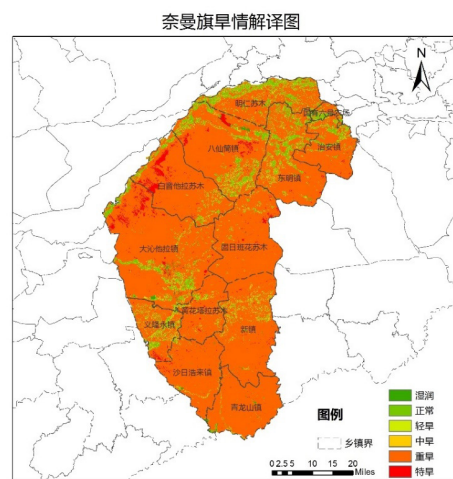 奈曼旗旱情解译图
N
明仁苏木
八仙筒镇
治安镇
东明镇
白音他拉苏木
大沁他拉镇
固日班花苏木
黄花塔拉苏木
义隆永镇
新镇
沙日浩来镇
青龙山镇
图例
湿润
正常
轻旱
中旱
重旱
特旱
乡镇界
0 2.5 5 10 15 20
Miles